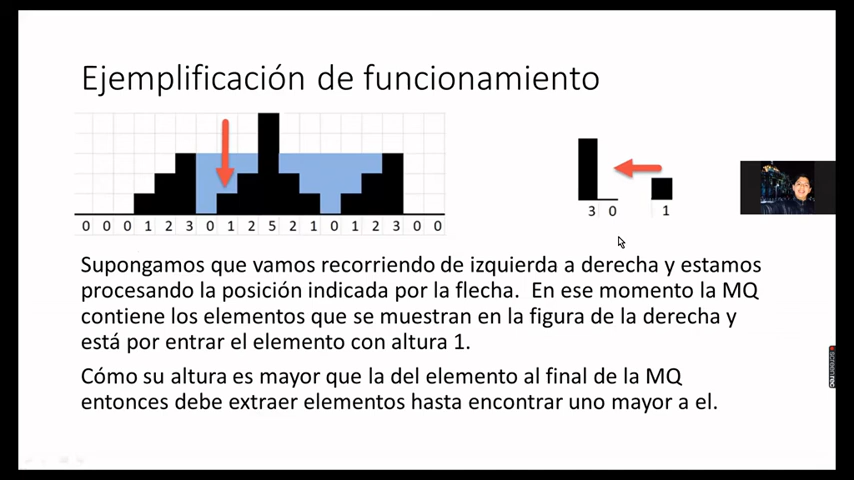 Ejemplificación de funcionamiento
0 0 0 1 2 3 0 1 2 5 2 1 0 1 2 3 0 0
3 0 1
Supongamos que vamos recorriendo de izquierda a derecha y estamos
procesando la posición indicada por la flecha. En ese momento la MQ
contiene los elementos que se muestran en la figura de la derecha y
está por entrar el elemento con altura 1.
Cómo su altura es mayor que la del elemento al final de la MQ
entonces debe extraer elementos hasta encontrar uno mayor a el.